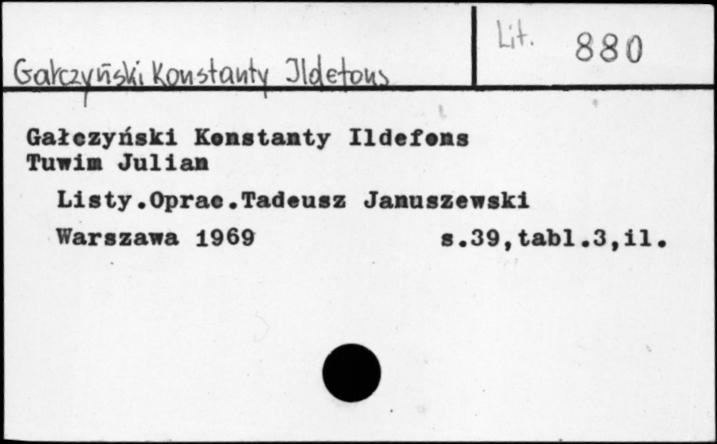 Lit. 880
Gałczyński Konstanty Ildefons
Gałczyński Konstanty Ildefons
Tuwim Julian
Listy.Oprac.Tadeusz Januszewski
Warszawa 1969 s.39,tabl.3,il.